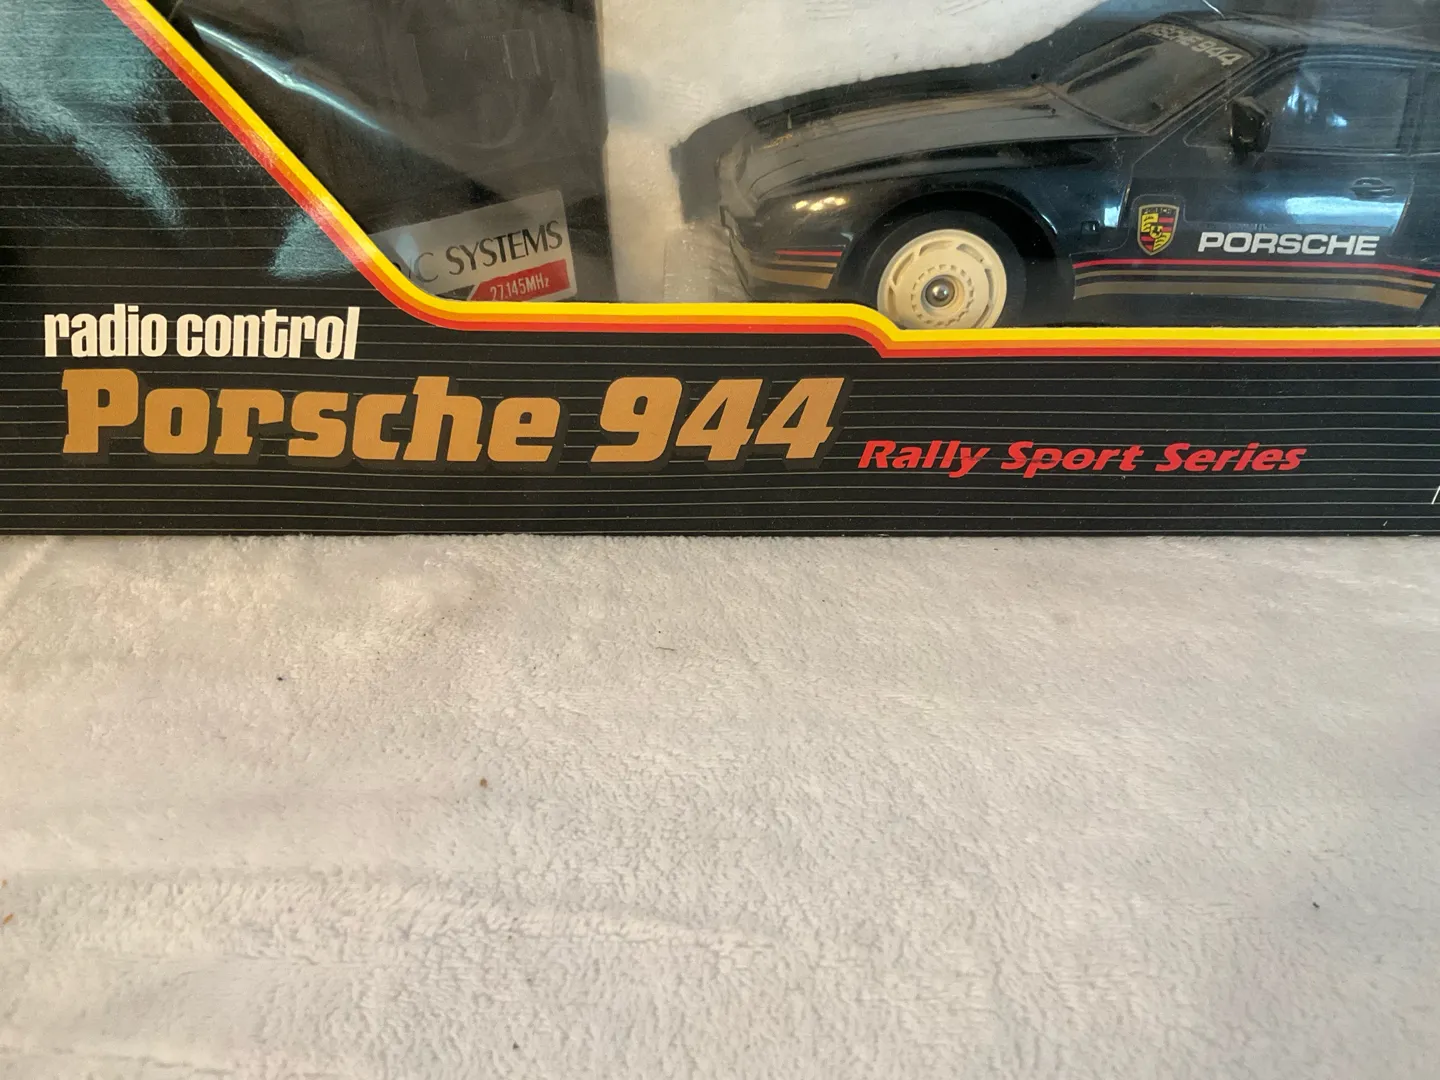 PORSCHE 944
SYSTEMS
27.145MHz
PORSCHE
radio control
Porsche 944
Rally Sport Series